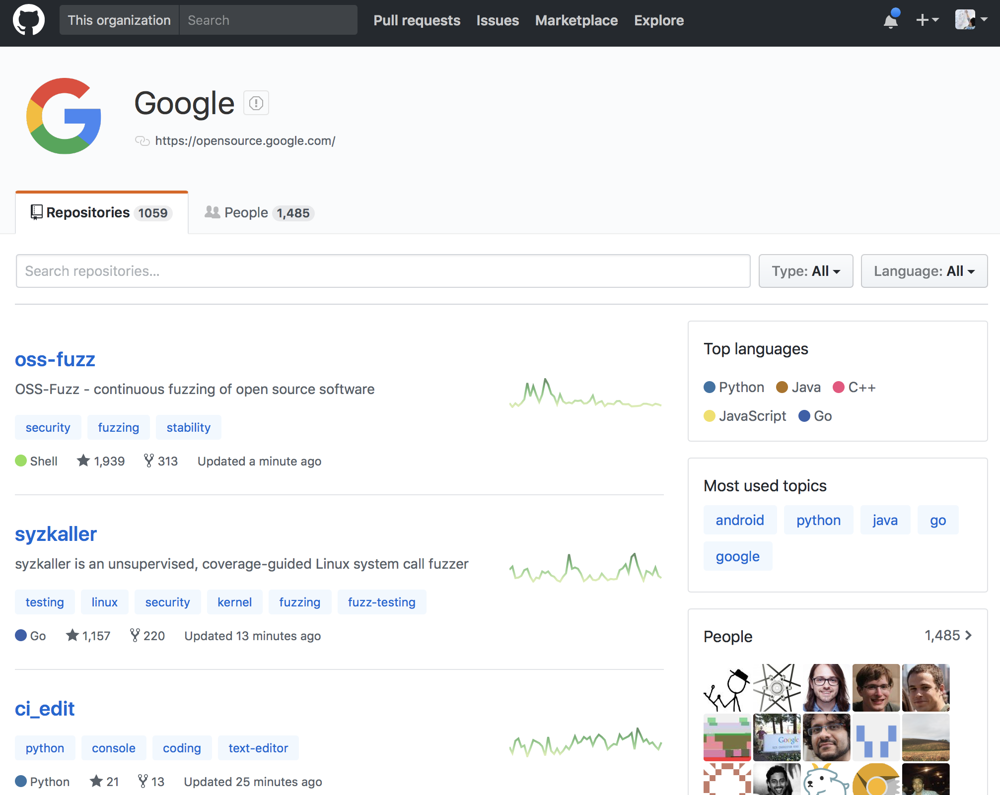 This organization Search Pull requests Issues Marketplace Explore
Google
https://opensource.google.com/
Repositories 1059 People 1,485
Search repositories... Type: All Language: All
oss-fuzz
OSS-Fuzz - continuous fuzzing of open source software
security fuzzing stability
Shell 1,939 313 Updated a minute ago
syzkaller
syzkaller is an unsupervised, coverage-guided Linux system call fuzzer
testing linux security kernel fuzzing fuzz-testing
Go 1,157 220 Updated 13 minutes ago
ci_edit
python console coding text-editor
Python 21 13 Updated 25 minutes ago
Top languages
Python Java C++
JavaScript Go
Most used topics
android python java go
google
People 1,485
Google